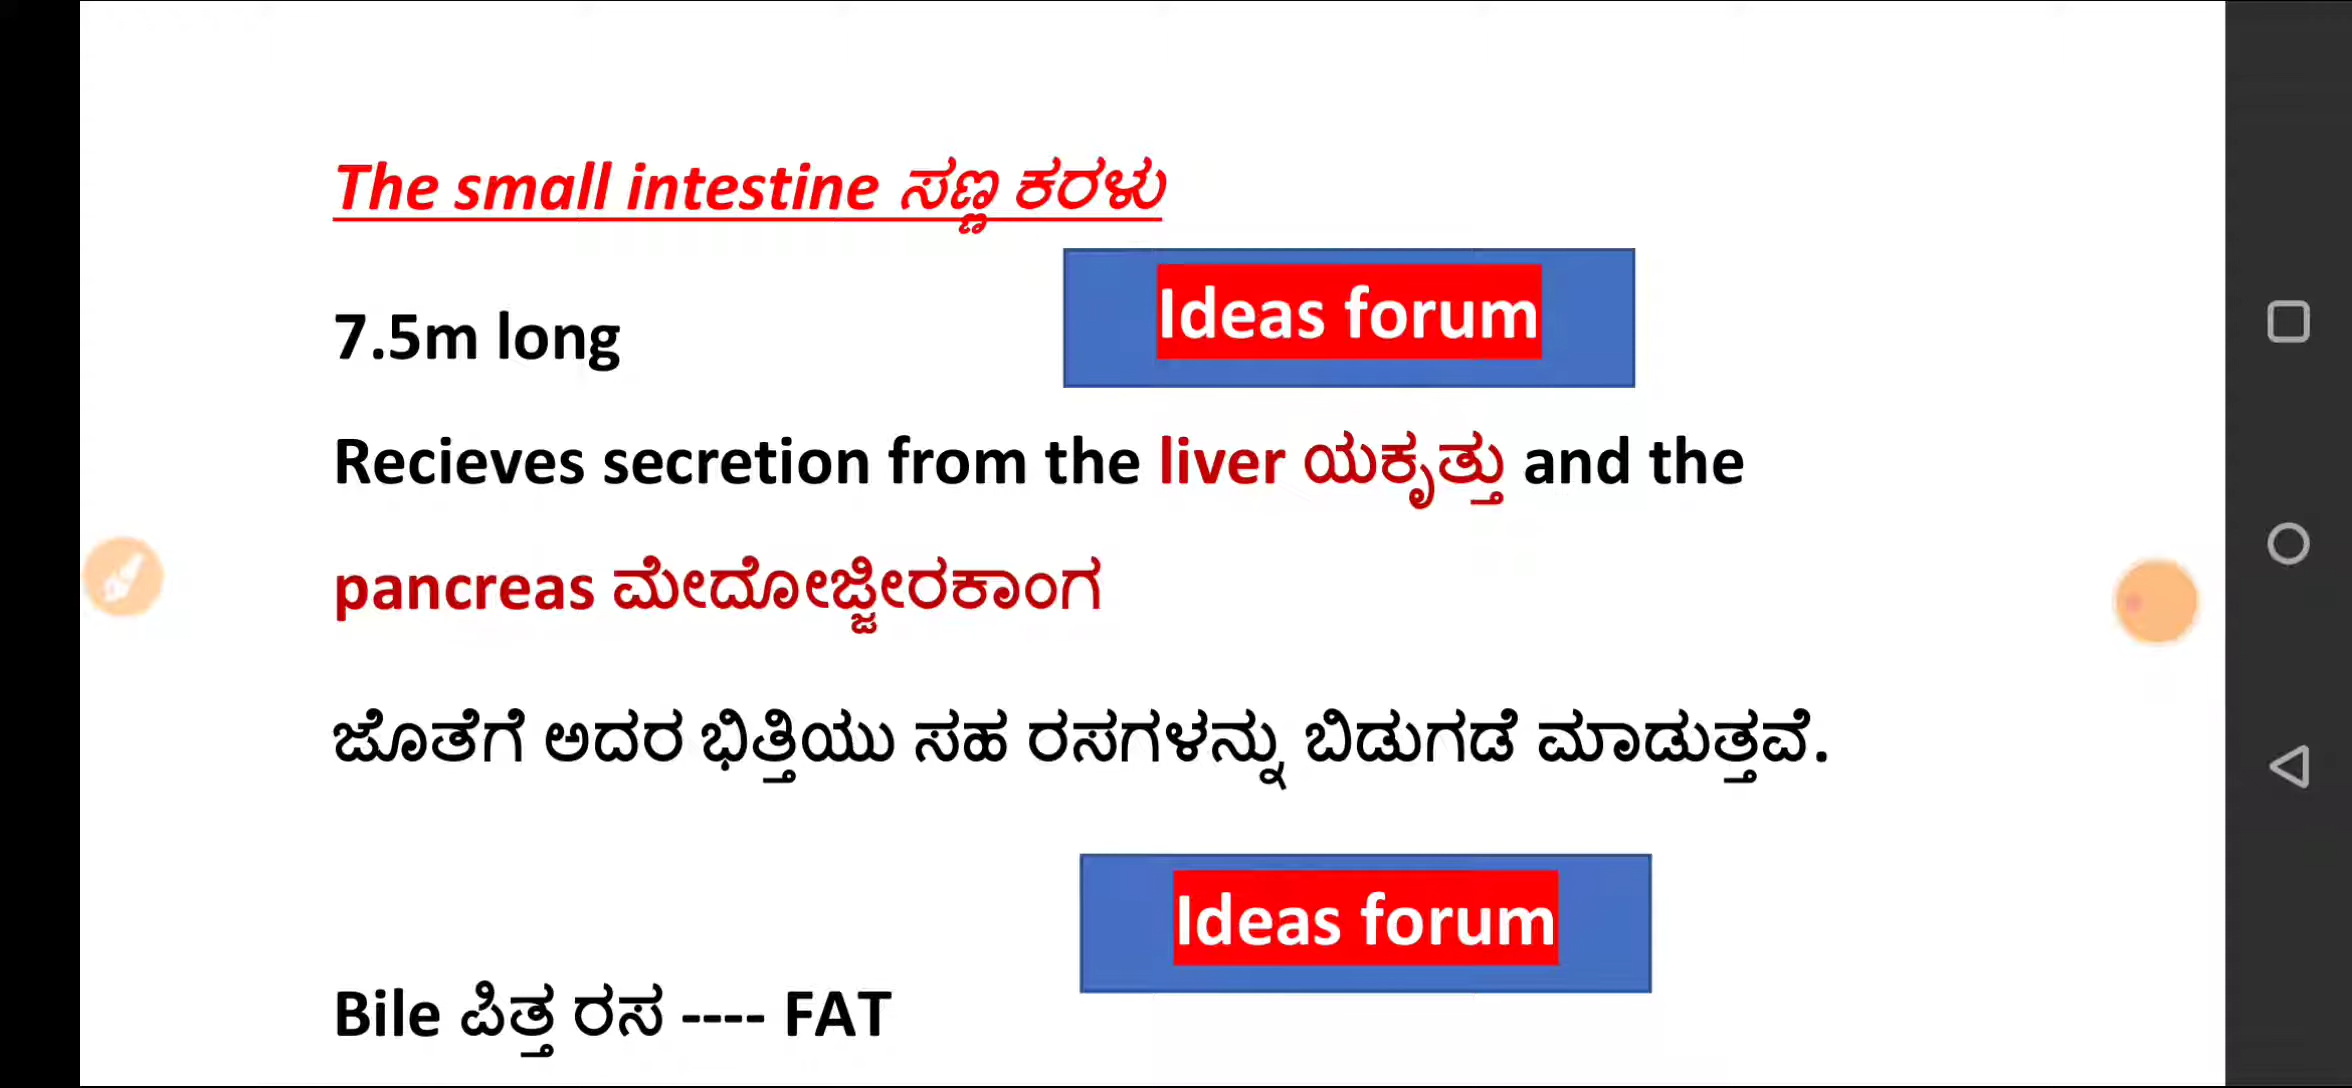 The small intestine ಸಣ್ಣ ಕರಳು
Ideas forum
7.5m long
Recieves secretion from the liver ಯಕೃತ್ತು and the
pancreas ಮೇದೋಜ್ಜೀರಕಾಂಗ
ಜೊತೆಗೆ ಅದರ ಭಿತ್ತಿಯು ಸಹ ರಸಗಳನ್ನು ಬಿಡುಗಡೆ ಮಾಡುತ್ತವೆ.
Ideas forum
Bile ಪಿತ್ತ ರಸ ---- FAT